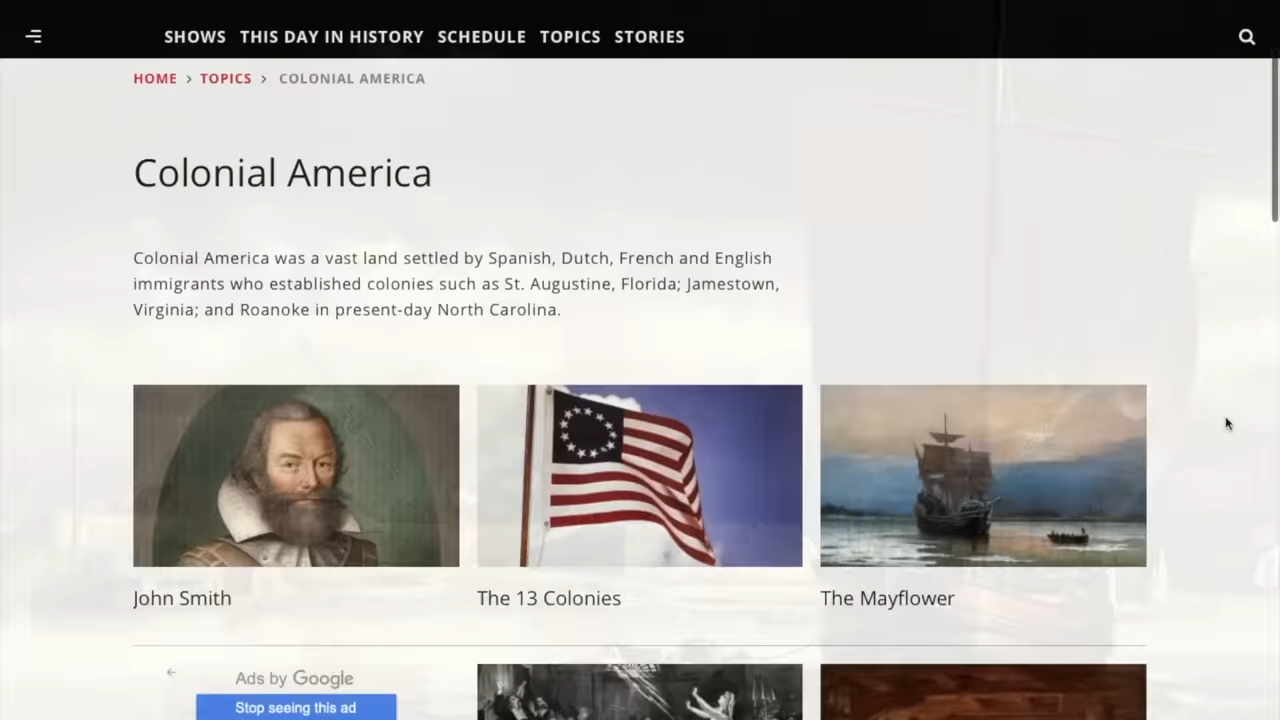 SHOWS THIS DAY IN HISTORY SCHEDULE TOPICS STORIES
HOME > TOPICS > COLONIAL AMERICA
Colonial America
Colonial America was a vast land settled by Spanish, Dutch, French and English
immigrants who established colonies such as St. Augustine, Florida; Jamestown,
Virginia; and Roanoke in present-day North Carolina.
John Smith
The 13 Colonies
The Mayflower
Ads by Google
Stop seeing this ad